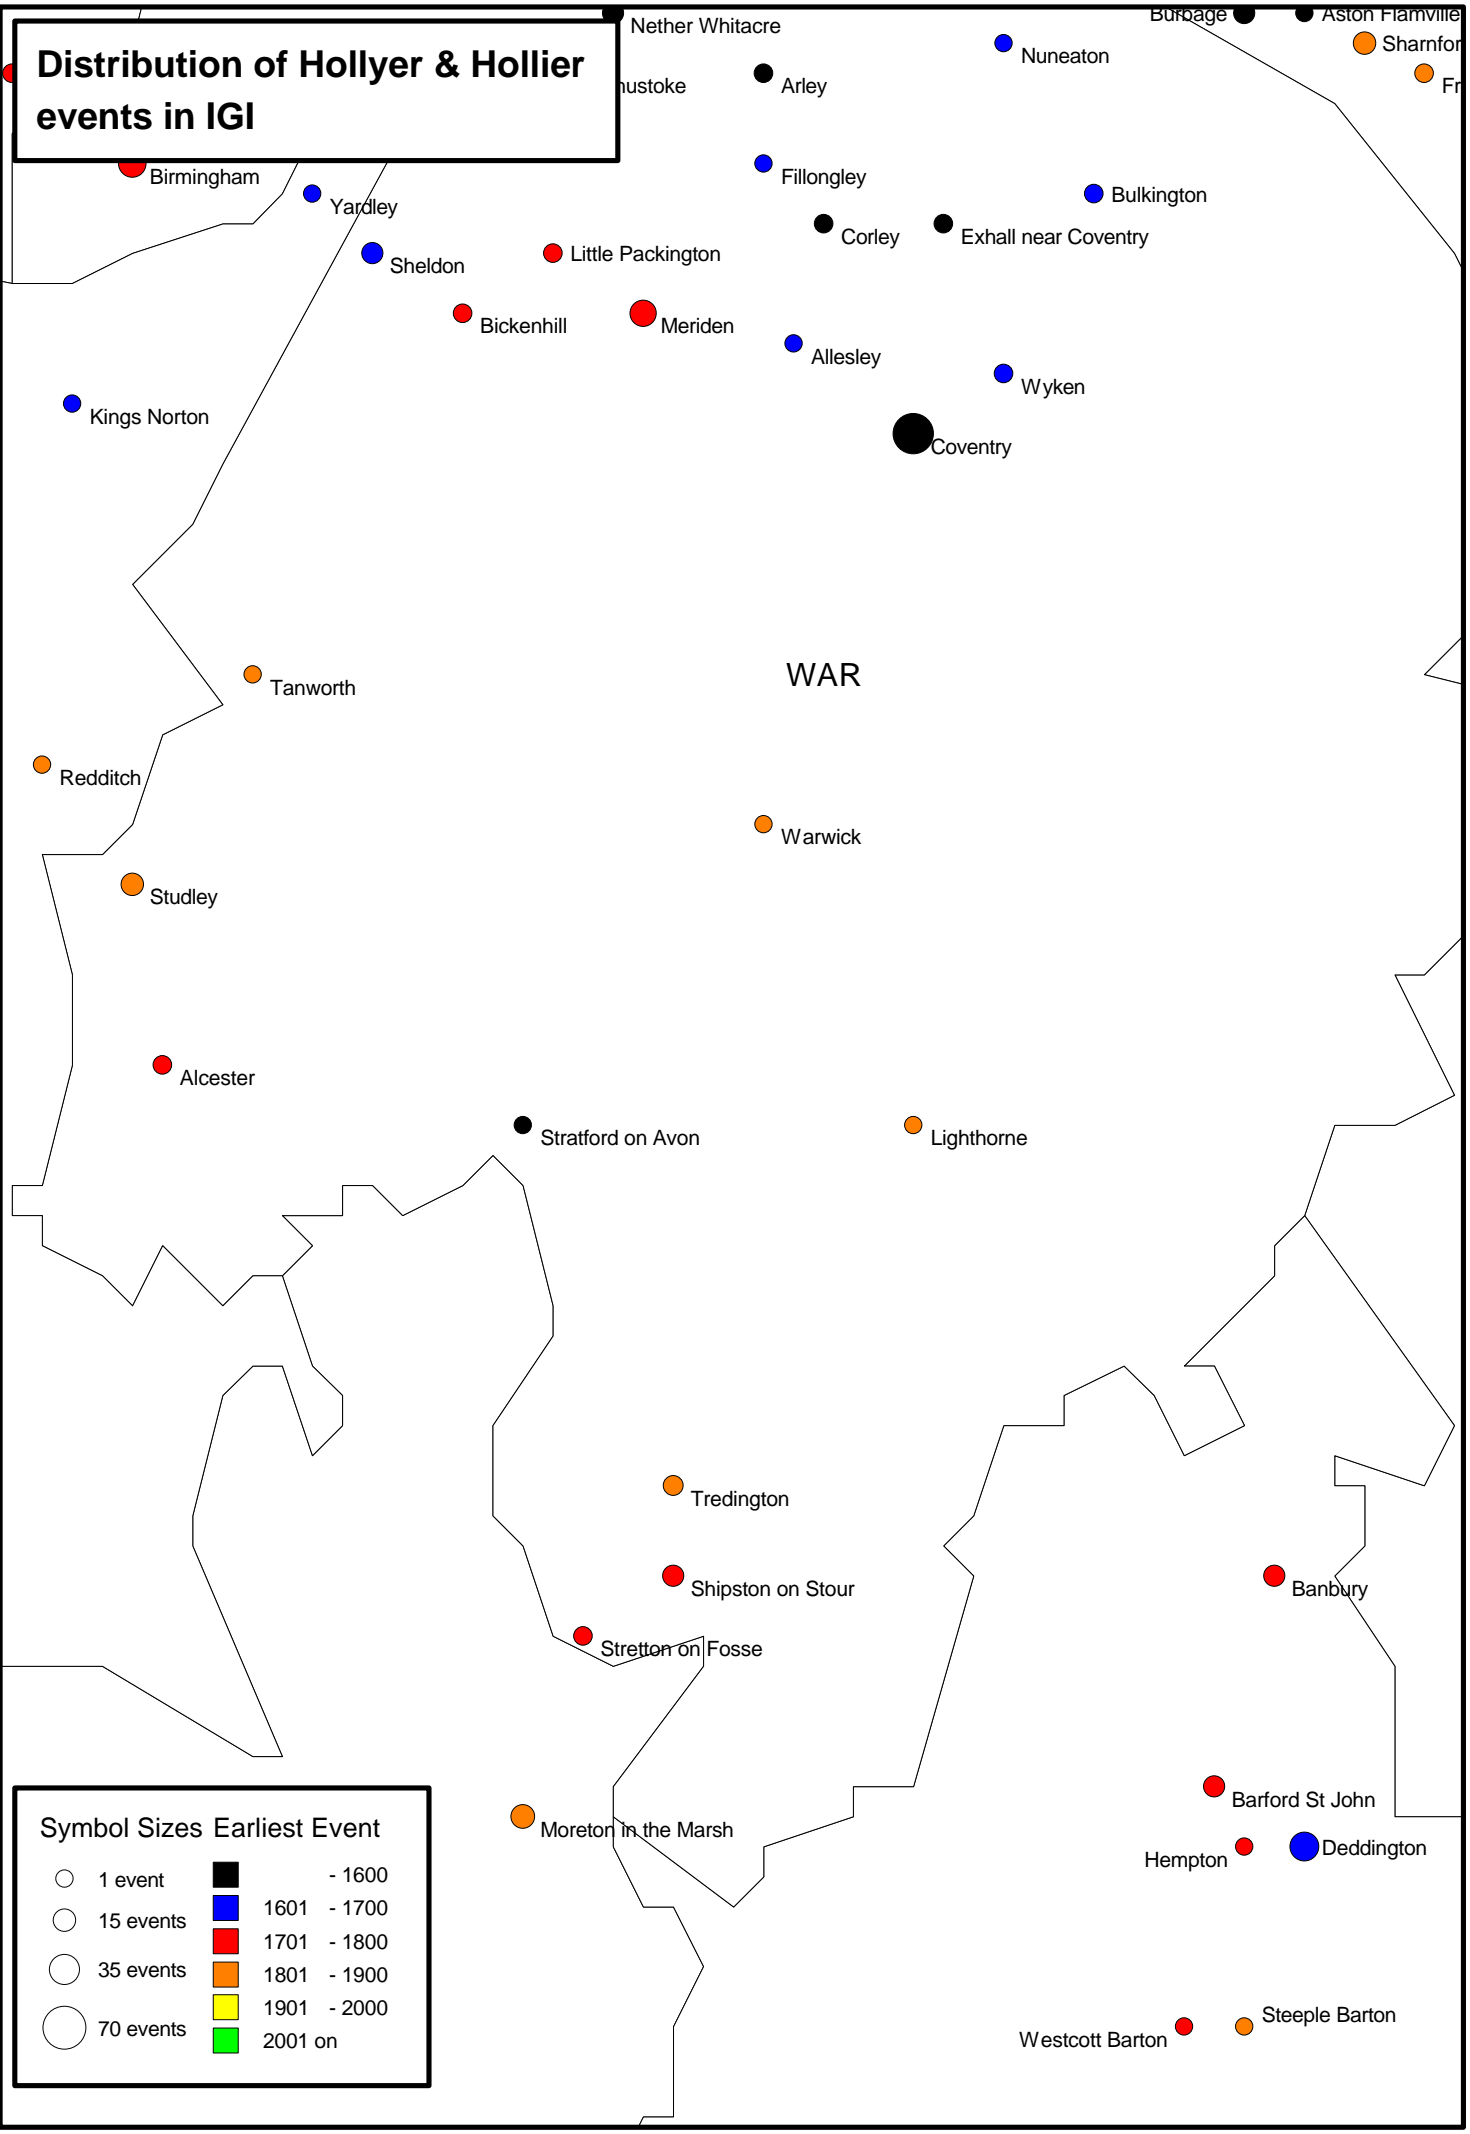 Burbage
Aston Flamville
Nether Whitacre
Sharnfor
Distribution of Hollyer & Hollier
events in IGI
Nuneaton
Fr
ustoke
Arley
Birmingham
Fillongley
Yardley
Bulkington
Corley
Exhall near Coventry
Sheldon
Little Packington
Bickenhill
Meriden
Allesley
Wyken
Kings Norton
Coventry
WAR
Tanworth
Redditch
Warwick
Studley
Alcester
Stratford on Avon
Lighthorne
Tredington
Shipston on Stour
Banbury
Stretton on Fosse
Barford St John
Moreton in the Marsh
Hempton
Deddington
Steeple Barton
Westcott Barton
Symbol Sizes Earliest Event
1 event - 1600
1601 - 1700
15 events
1701 - 1800
35 events 1801 - 1900
1901 - 2000
70 events
2001 on